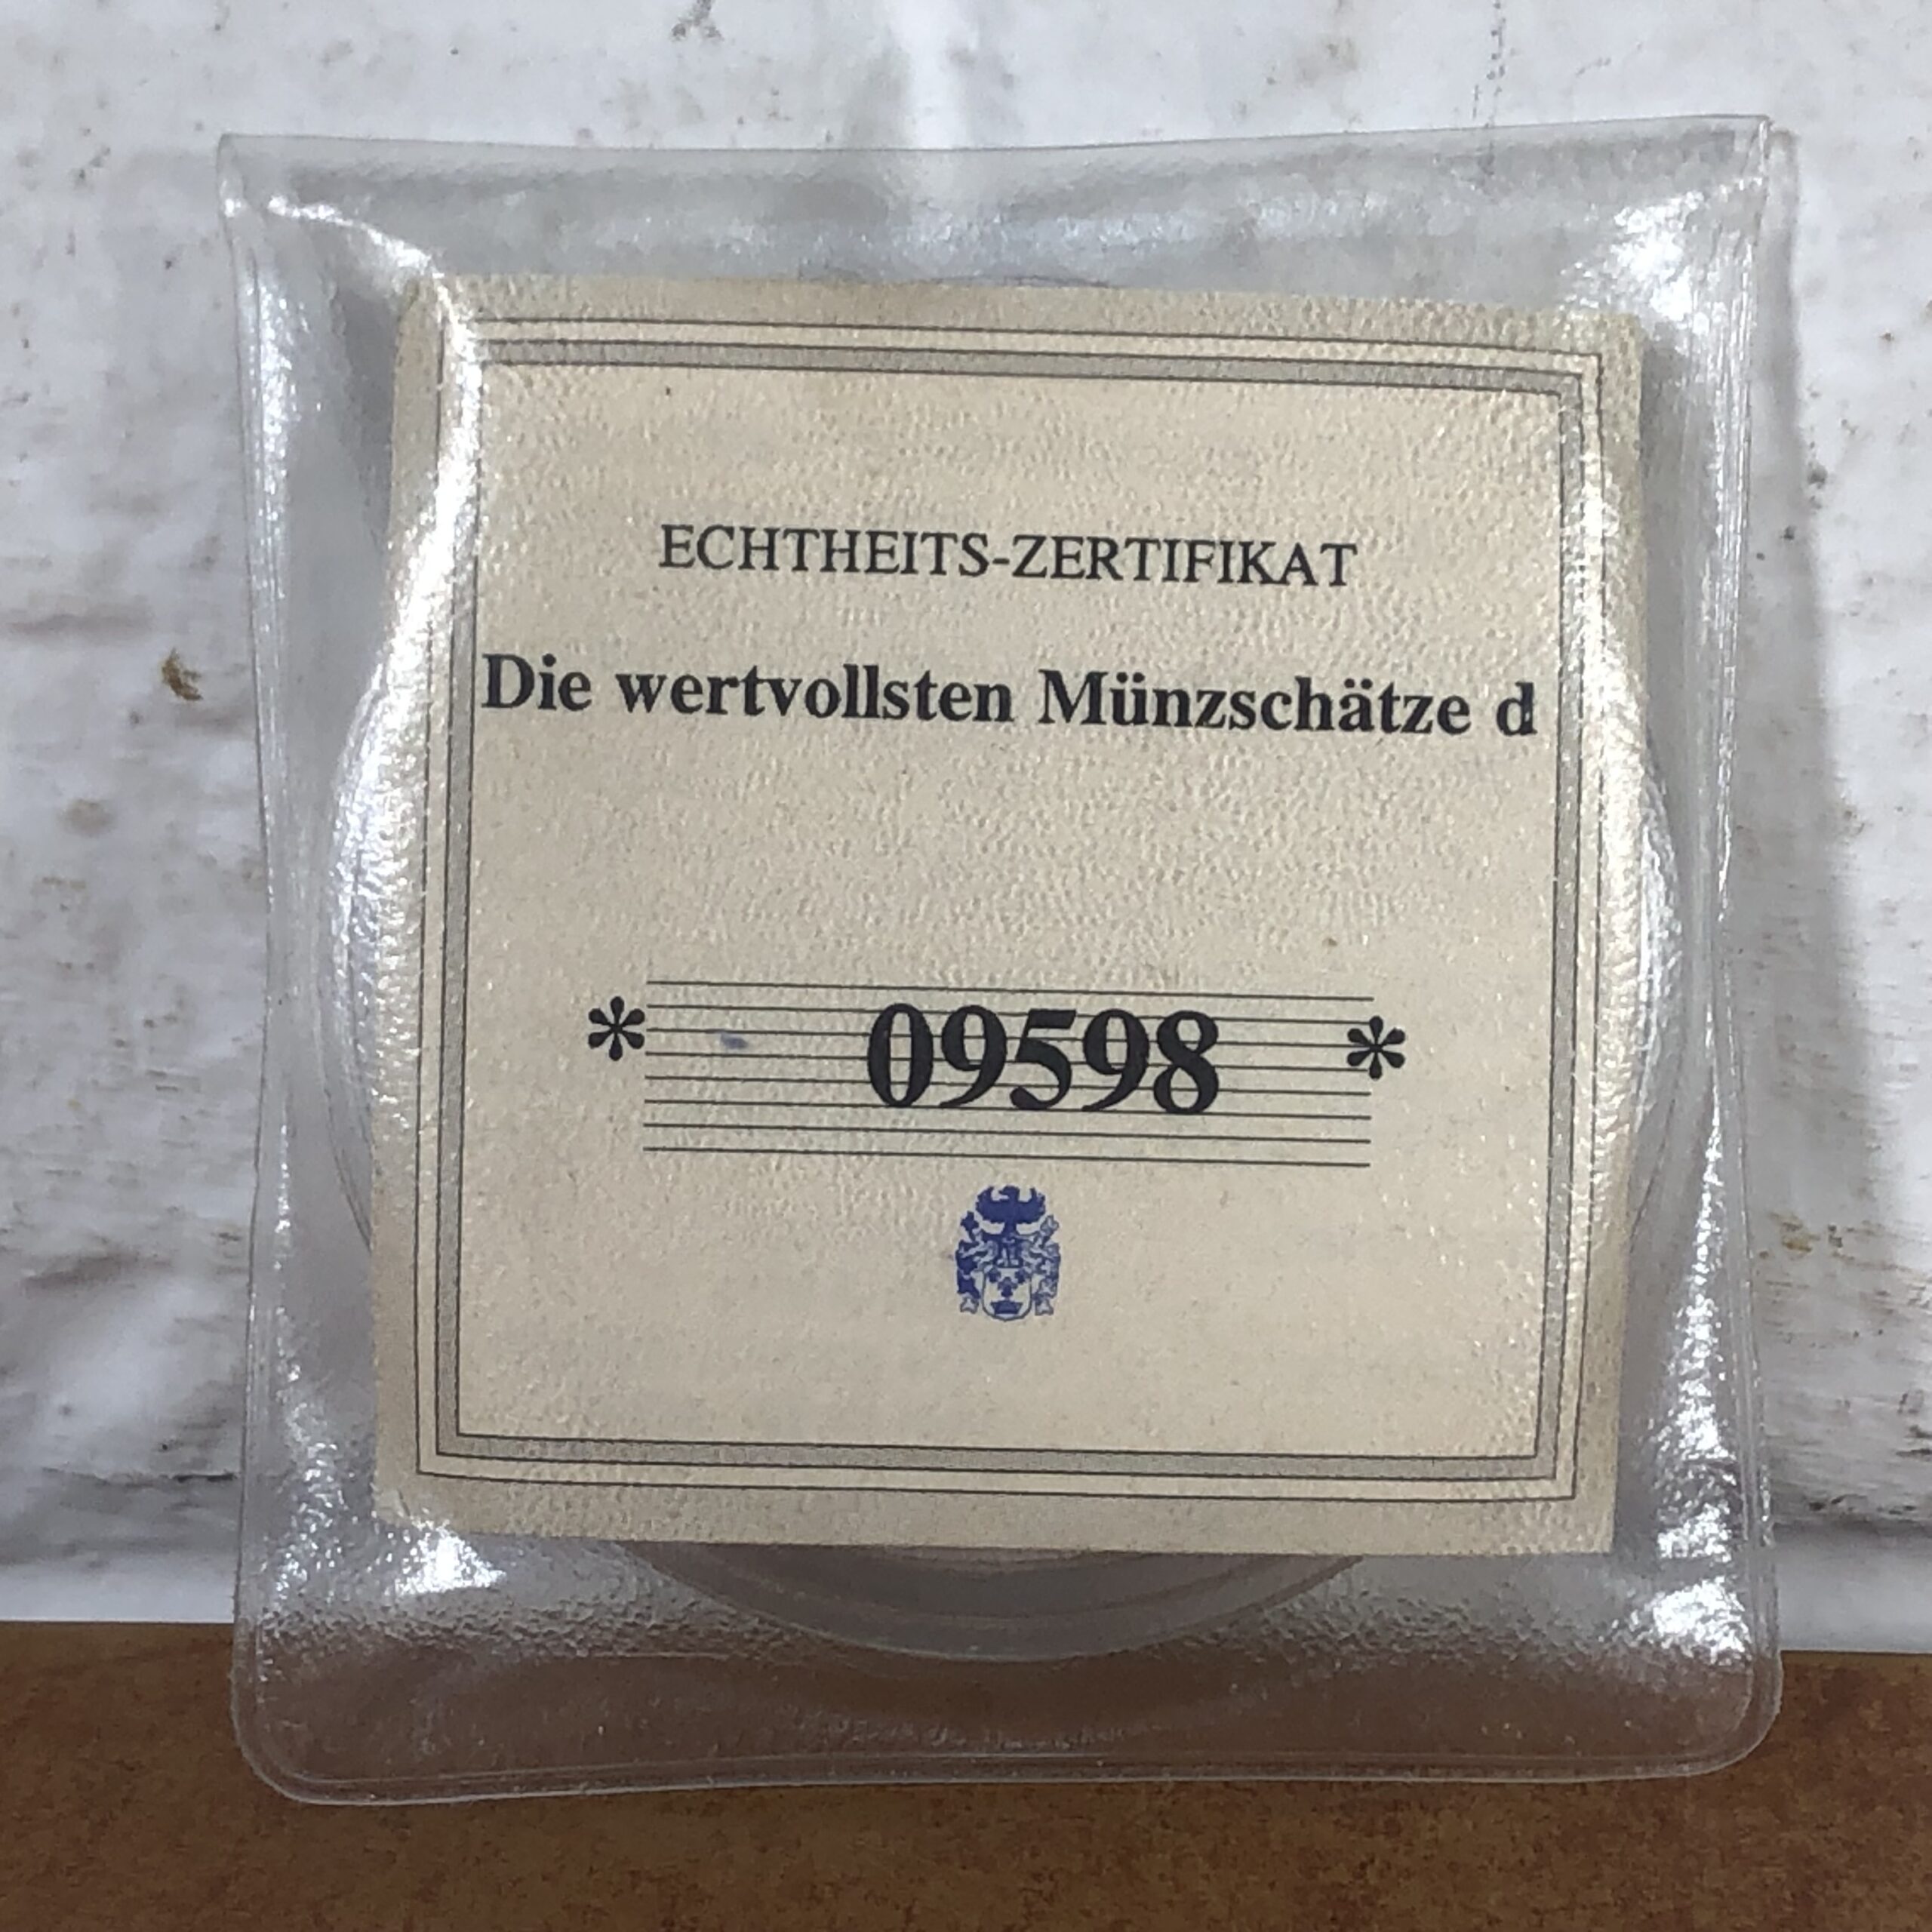 ECHTHEITS-ZERTIFIKAT
Die wertvollsten Münzschätze d
* 09598 *